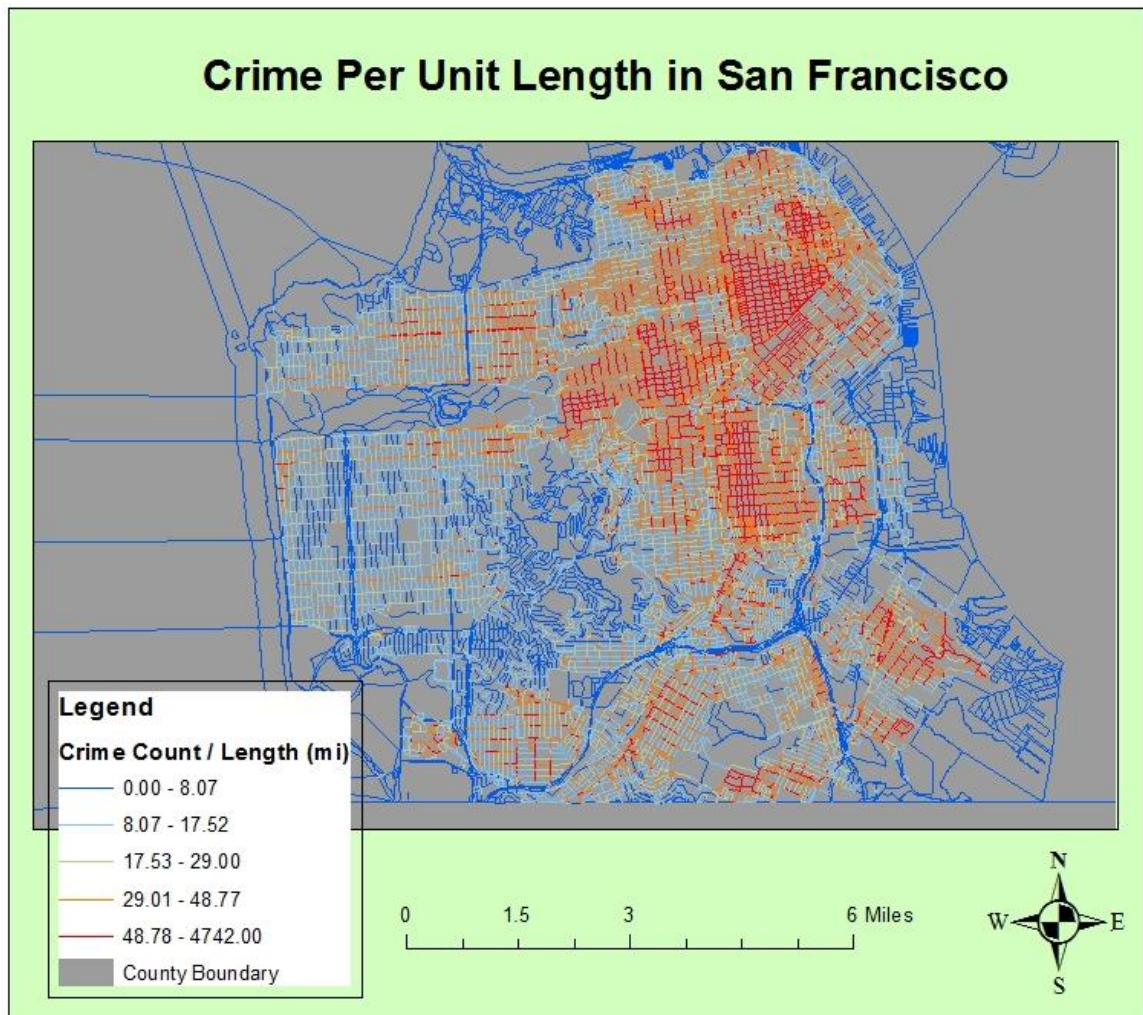 Crime Per Unit Length in San Francisco
Legend
Crime Count / Length (mi)
0.00 - 8.07
8.07 - 17.52
17.53 - 29.00
29.01 - 48.77
48.78 - 4742.00
County Boundary
0 1.5 3 6 Miles
N
W E
S